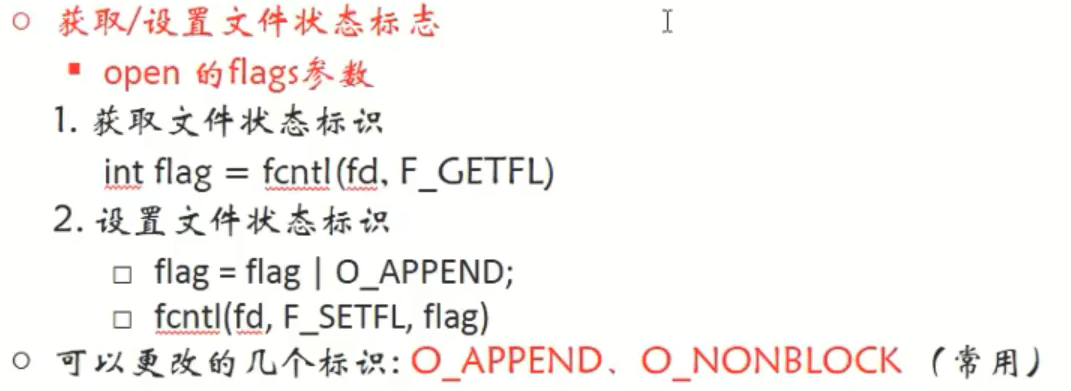 ○ 获取/设置文件状态标志
▪ open 的flags参数
1. 获取文件状态标识
int flag = fcntl(fd, F_GETFL)
2. 设置文件状态标识
□ flag = flag | O_APPEND;
□ fcntl(fd, F_SETFL, flag)
○ 可以更改的几个标识: O_APPEND、O_NONBLOCK（常用）